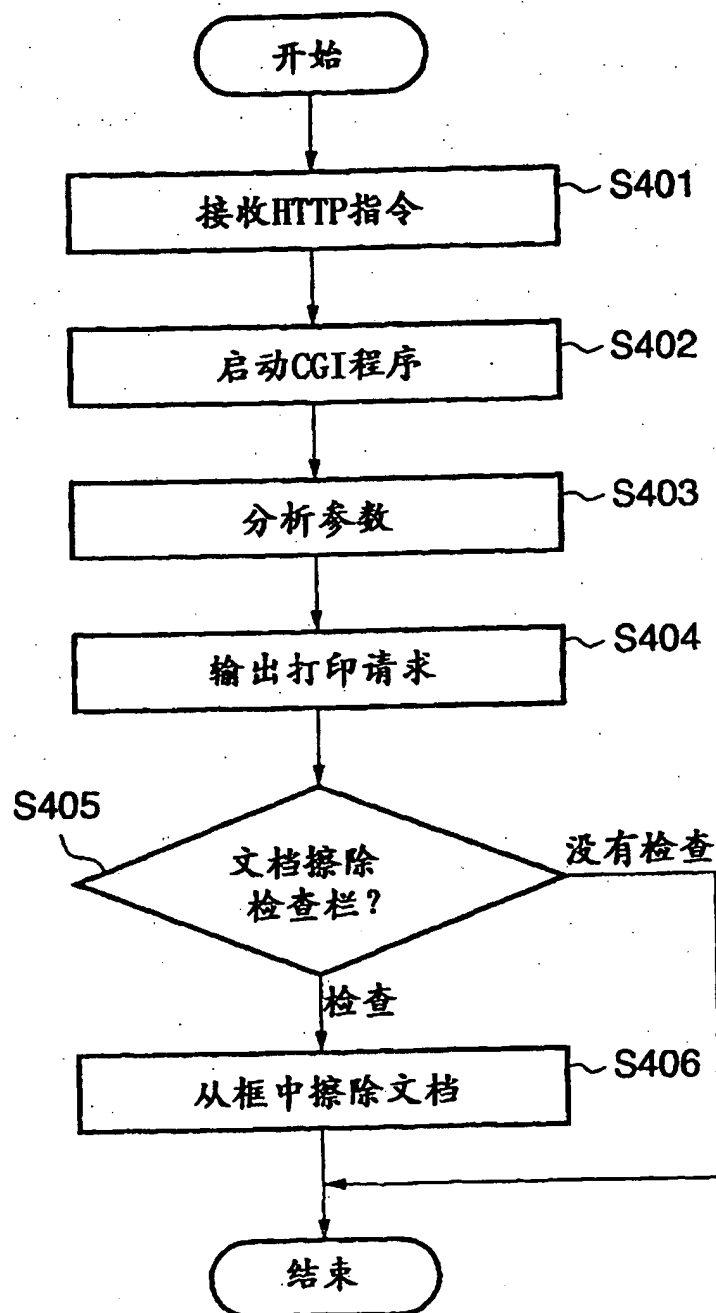 开始
接收HTTP指令
S401
启动CGI程序
S402
分析参数
S403
输出打印请求
S404
S405
文档擦除
检查栏?
没有检查
检查
从框中擦除文档
S406
结束